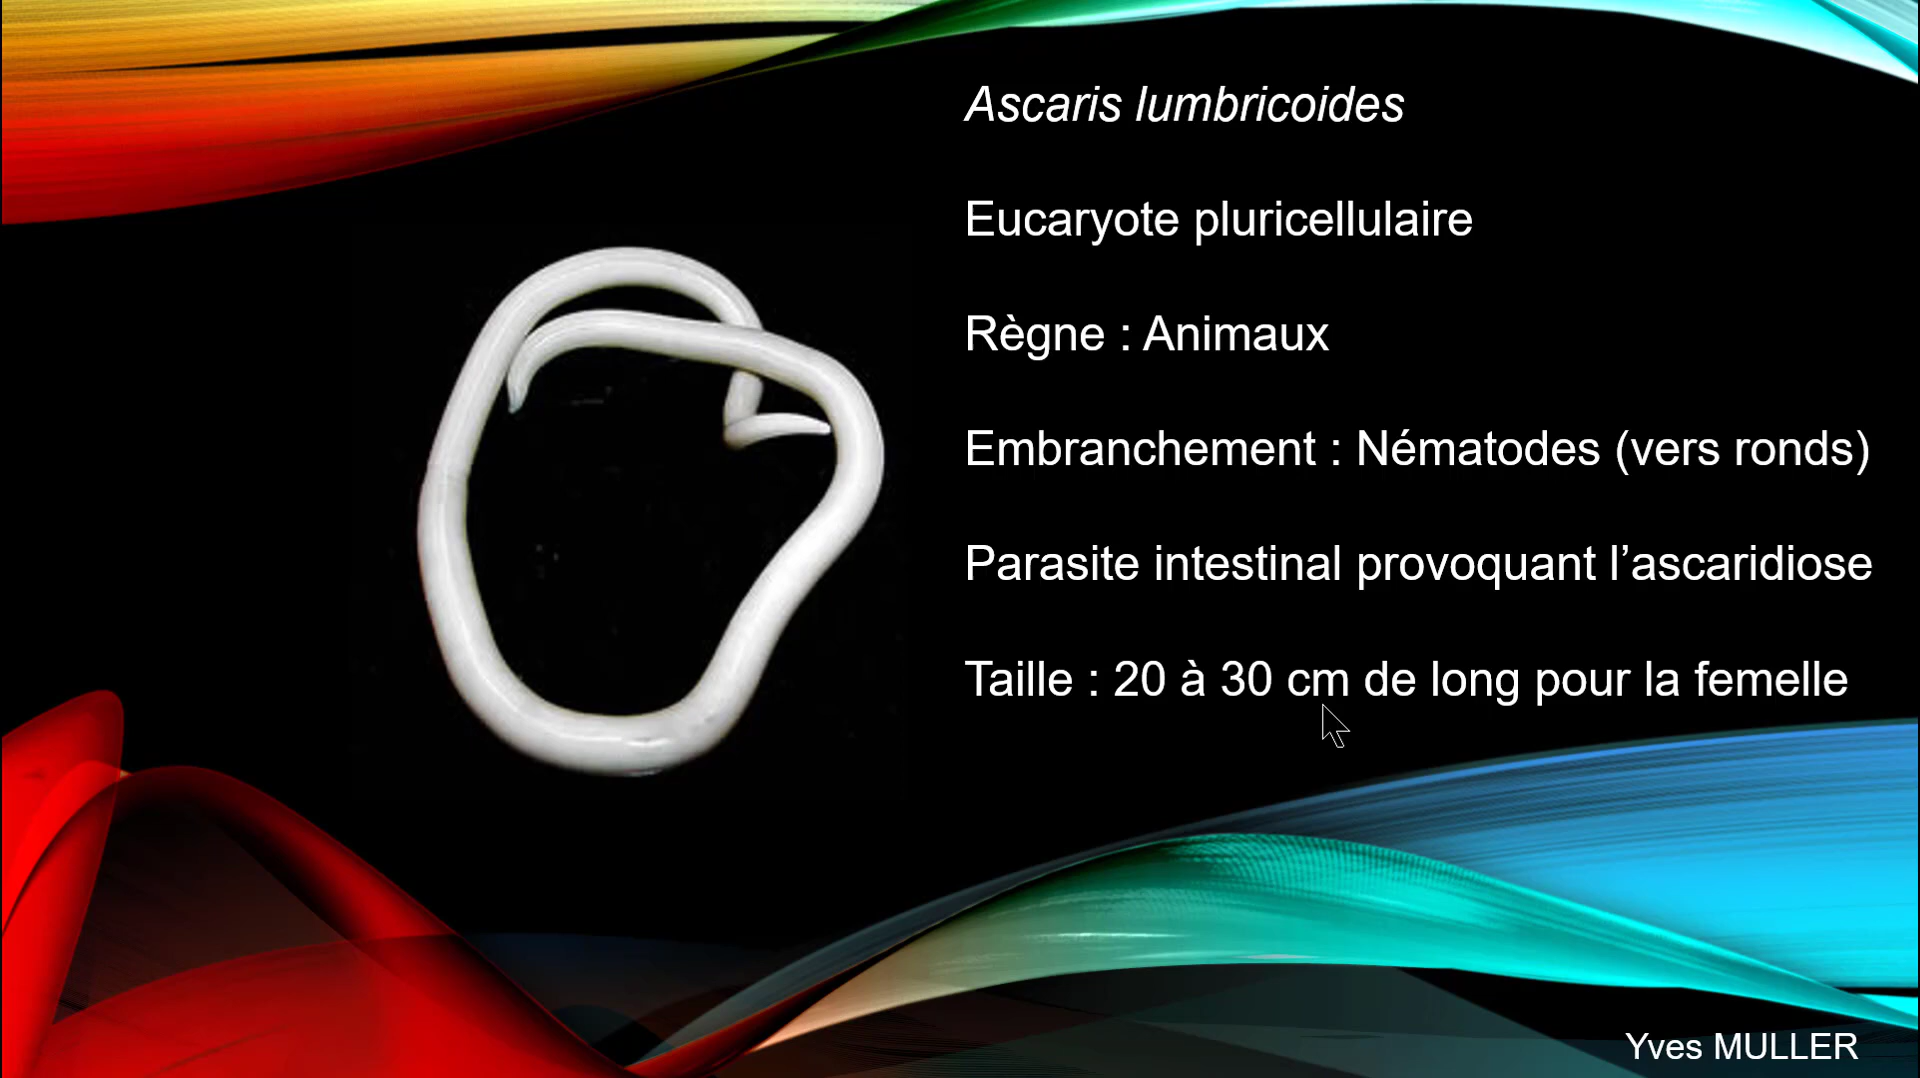 Ascaris lumbricoides
Eucaryote pluricellulaire
Règne : Animaux
Embranchement : Nématodes (vers ronds)
Parasite intestinal provoquant l’ascaridiose
Taille : 20 à 30 cm de long pour la femelle
Yves MULLER